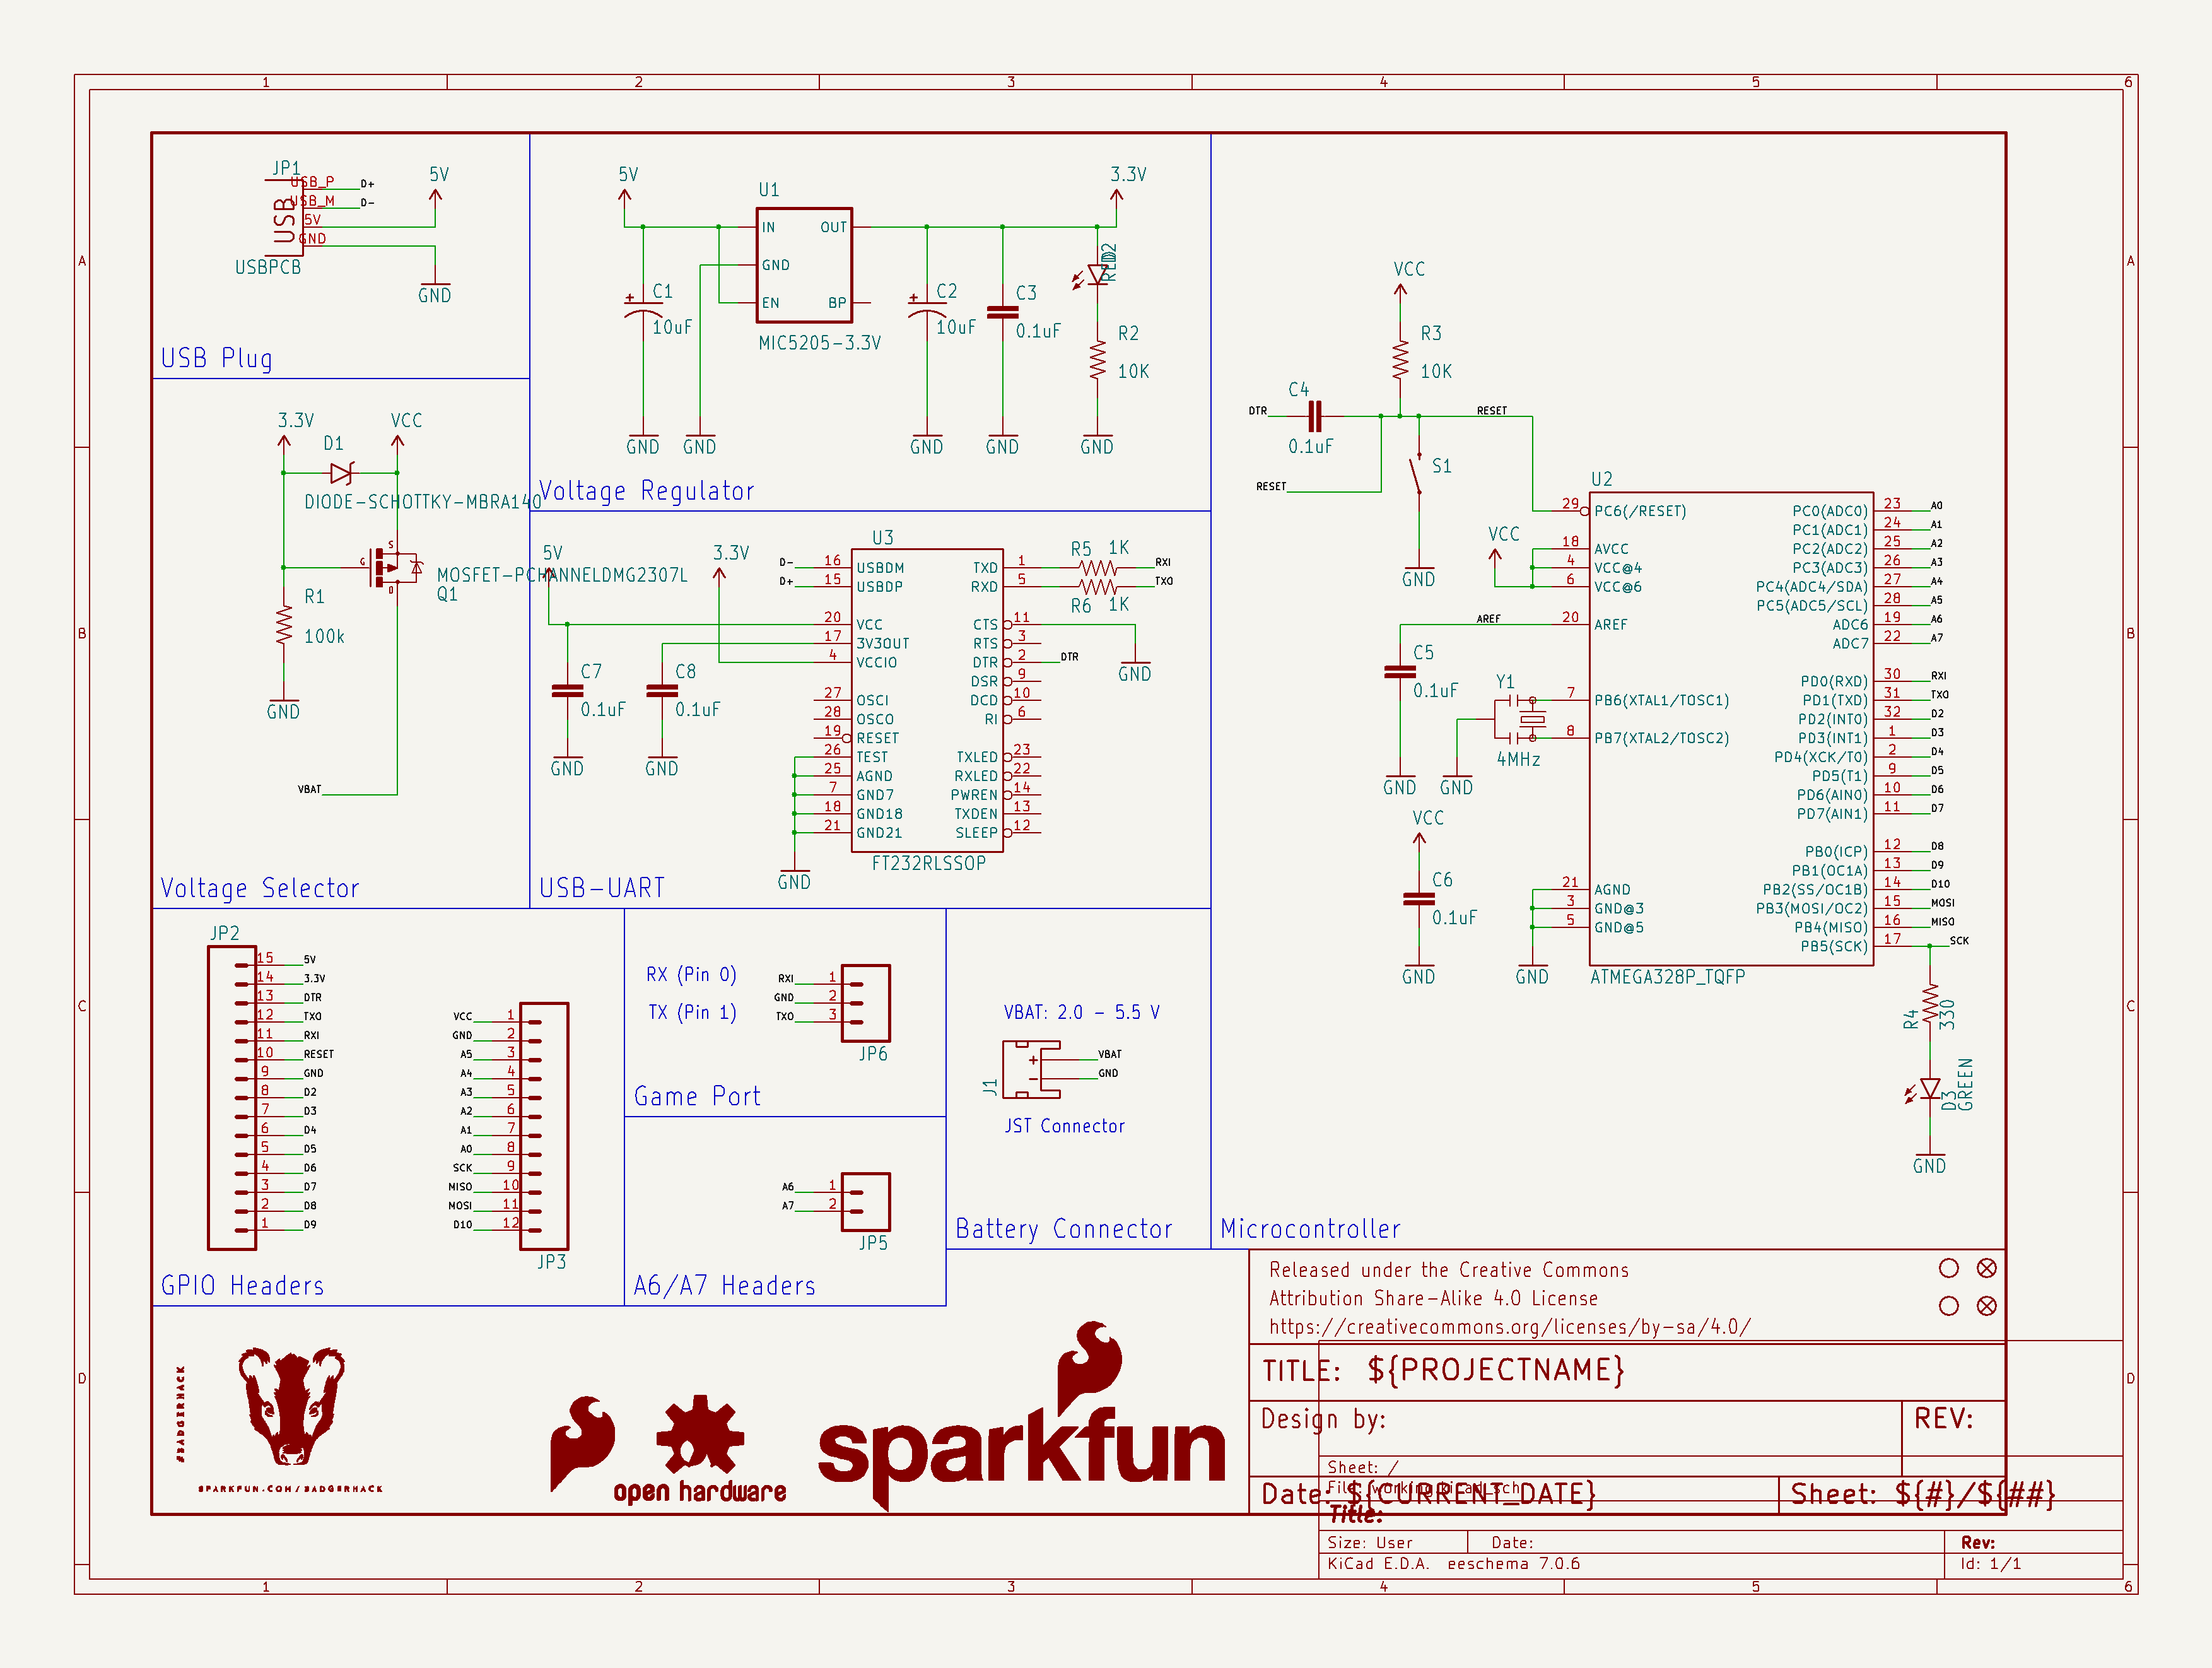 1 2 3 4 5 6
A
B
C
D
JP1
USB_P D+
USB_M D-
5V
GND
USB
USBPCB
5V
GND
USB Plug
5V
U1
3.3V
IN OUT
GND
EN BP
MIC5205-3.3V
C1
10uF
C2
10uF
C3
0.1uF
D2
RED
R2
10K
GND GND GND GND GND
Voltage Regulator
3.3V VCC
D1
DIODE-SCHOTTKY-MBRA140
G
S
D
MOSFET-PCHANNELDMG2307L
Q1
R1
100k
GND
VBAT
Voltage Selector
5V 3.3V
U3
D- 16 USBDM
D+ 15 USBDP
20 VCC
17 3V3OUT
4 VCCIO
27 OSCI
28 OSCO
19 RESET
26 TEST
25 AGND
7 GND7
18 GND18
21 GND21
TXD 1 R5 1K RXI
RXD 5 R6 1K TXO
CTS 11
RTS 3
DTR 2 DTR
DSR 9
DCD 10
RI 6
TXLED 23
RXLED 22
PWREN 14
TXDEN 13
SLEEP 12
FT232RLSSOP
C7
0.1uF
C8
0.1uF
GND GND GND GND
USB-UART
VCC
R3
10K
DTR
C4
0.1uF
RESET
RESET
S1
GND
VCC
AREF
C5
0.1uF
Y1
4MHz
GND GND
VCC
C6
0.1uF
GND GND
U2
29 PC6(/RESET)
18 AVCC
4 VCC@4
6 VCC@6
20 AREF
7 PB6(XTAL1/TOSC1)
8 PB7(XTAL2/TOSC2)
21 AGND
3 GND@3
5 GND@5
PC0(ADC0) 23 A0
PC1(ADC1) 24 A1
PC2(ADC2) 25 A2
PC3(ADC3) 26 A3
PC4(ADC4/SDA) 27 A4
PC5(ADC5/SCL) 28 A5
ADC6 19 A6
ADC7 22 A7
PD0(RXD) 30 RXI
PD1(TXD) 31 TXO
PD2(INT0) 32 D2
PD3(INT1) 1 D3
PD4(XCK/T0) 2 D4
PD5(T1) 9 D5
PD6(AIN0) 10 D6
PD7(AIN1) 11 D7
PB0(ICP) 12 D8
PB1(OC1A) 13 D9
PB2(SS/OC1B) 14 D10
PB3(MOSI/OC2) 15 MOSI
PB4(MISO) 16 MISO
PB5(SCK) 17 SCK
ATMEGA328P_TQFP
R4
330
D3
GREEN
GND
Microcontroller
JP2
15 5V
14 3.3V
13 DTR
12 TXO
11 RXI
10 RESET
9 GND
8 D2
7 D3
6 D4
5 D5
4 D6
3 D7
2 D8
1 D9
VCC 1
GND 2
A5 3
A4 4
A3 5
A2 6
A1 7
A0 8
SCK 9
MISO 10
MOSI 11
D10 12
JP3
GPIO Headers
RX (Pin 0)
TX (Pin 1)
RXI 1
GND 2
TXO 3
JP6
Game Port
A6 1
A7 2
JP5
A6/A7 Headers
VBAT: 2.0 - 5.5 V
J1
+ VBAT
- GND
JST Connector
Battery Connector
#BADGERHACK
SPARKFUN.COM/BADGERHACK
open hardware
sparkfun
Released under the Creative Commons
Attribution Share-Alike 4.0 License
https://creativecommons.org/licenses/by-sa/4.0/
TITLE: ${PROJECTNAME}
Design by:
REV:
Date: ${CURRENT_DATE}
Sheet: ${#}/${##}
Sheet: /
File: working.kicad_sch
Title:
Size: User
Date:
Rev:
KiCad E.D.A. eeschema 7.0.6
Id: 1/1
A
B
C
D
1 2 3 4 5 6